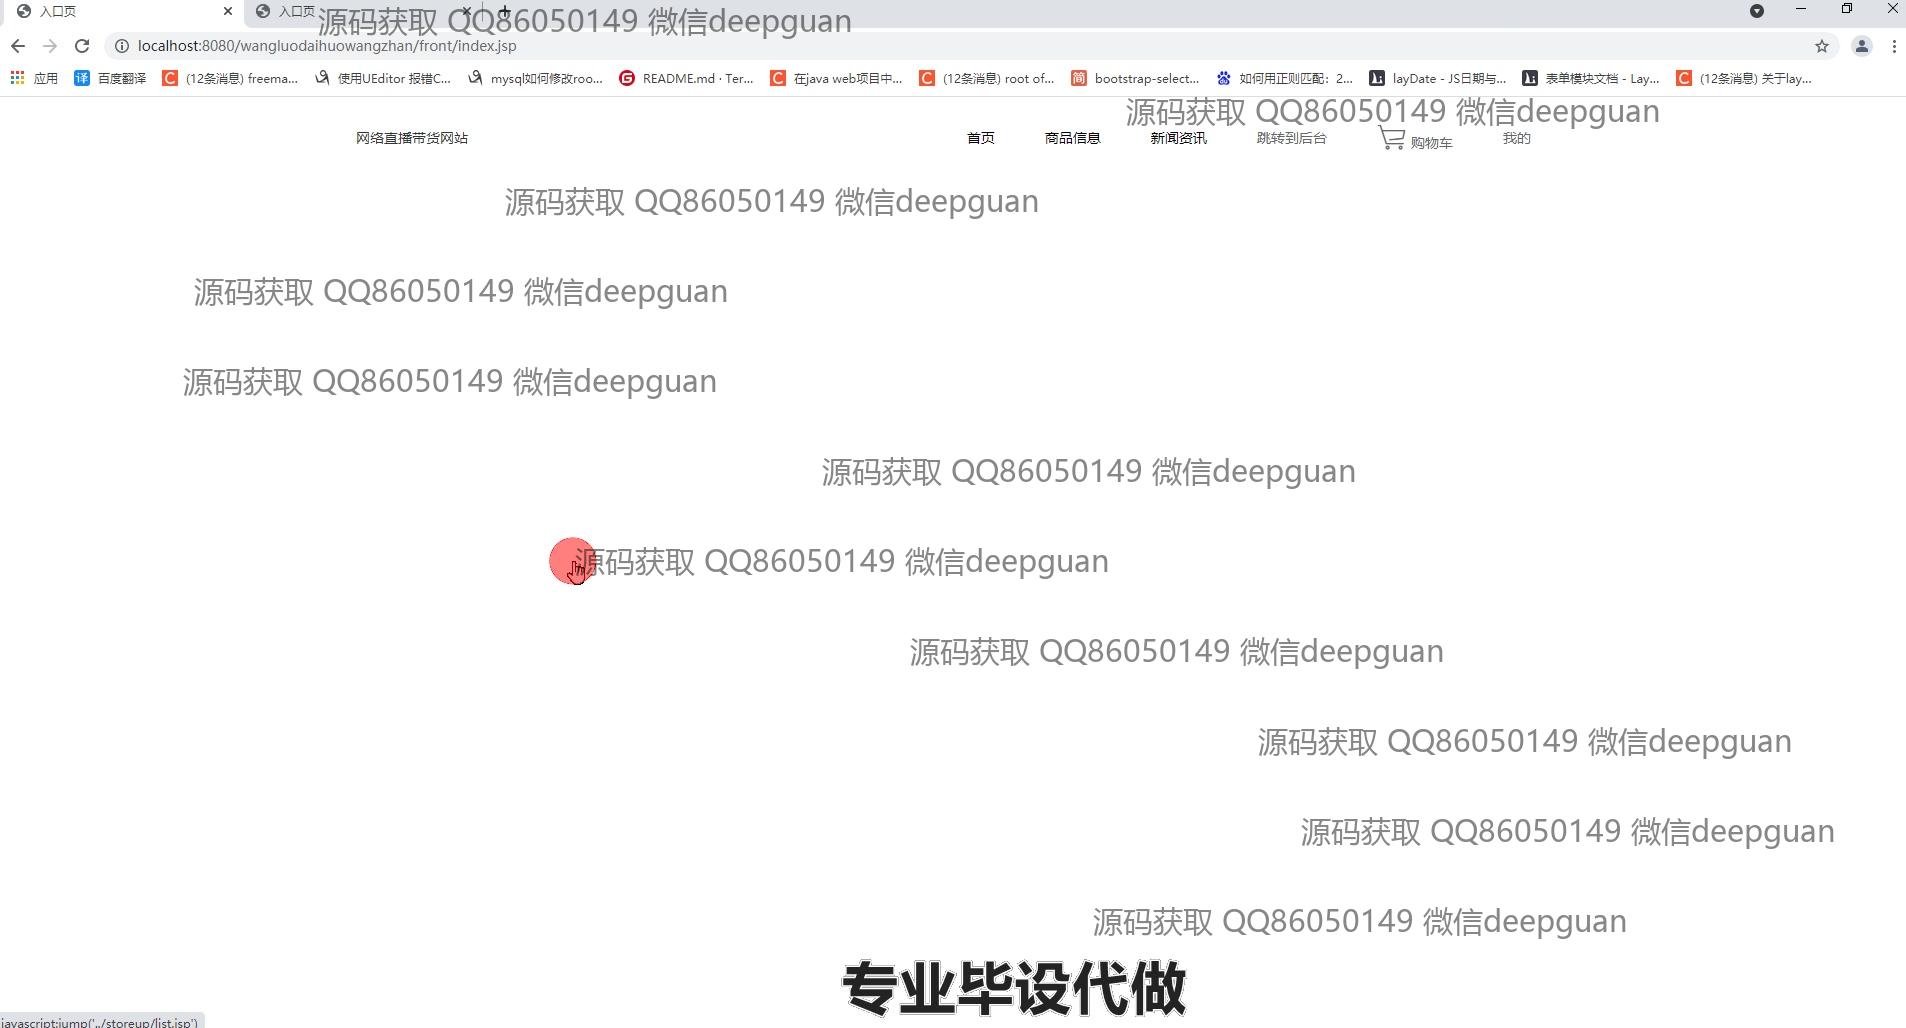 入口页
入口页
源码获取 QQ86050149 微信deepguan
localhost:8080/wangluodaihuowangzhan/front/index.jsp
应用 百度翻译 (12条消息) freema... 使用UEditor 报错C... mysql如何修改roo... README.md · Ter... 在java web项目中... (12条消息) root of... bootstrap-select... 如何用正则匹配：2... layDate - JS日期与... 表单模块文档 - Lay... (12条消息) 关于lay...
源码获取 QQ86050149 微信deepguan
网络直播带货网站 首页 商品信息 新闻资讯 跳转到后台 购物车 我的
源码获取 QQ86050149 微信deepguan
源码获取 QQ86050149 微信deepguan
源码获取 QQ86050149 微信deepguan
源码获取 QQ86050149 微信deepguan
源码获取 QQ86050149 微信deepguan
源码获取 QQ86050149 微信deepguan
源码获取 QQ86050149 微信deepguan
源码获取 QQ86050149 微信deepguan
源码获取 QQ86050149 微信deepguan
专业毕设代做
javascript:jump('../storeup/list.jsp')